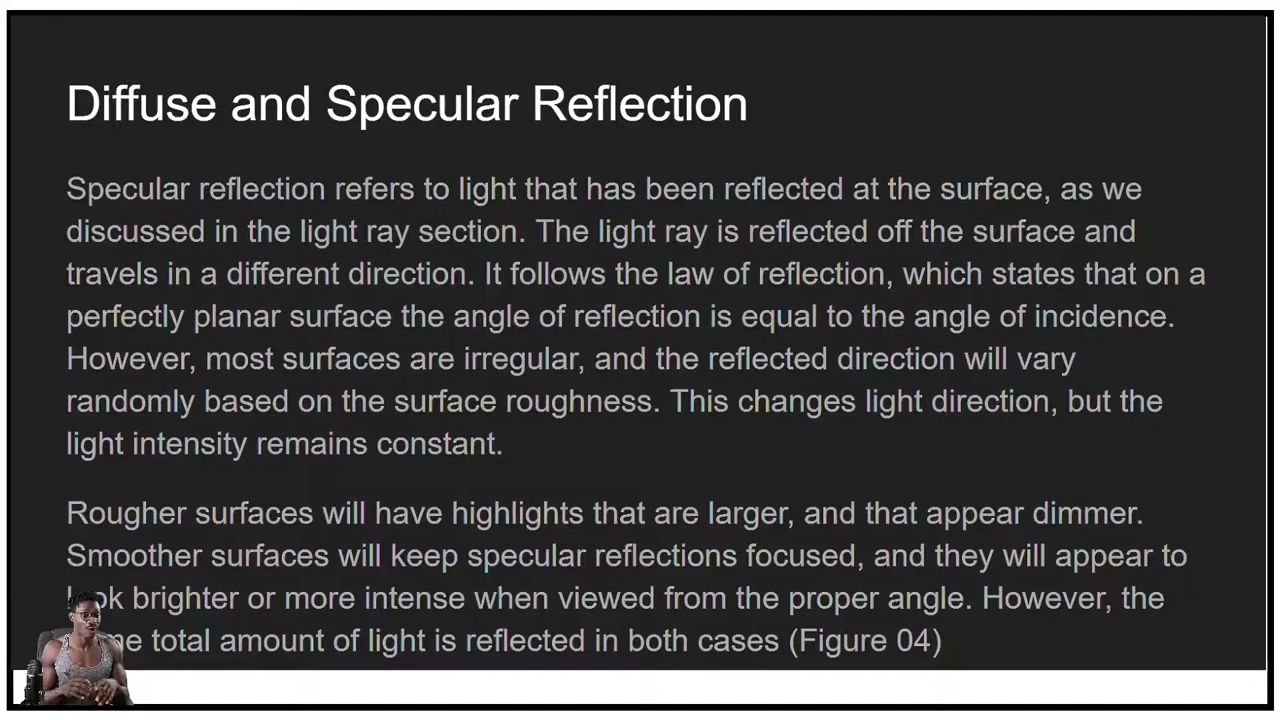 Diffuse and Specular Reflection
Specular reflection refers to light that has been reflected at the surface, as we
discussed in the light ray section. The light ray is reflected off the surface and
travels in a different direction. It follows the law of reflection, which states that on a
perfectly planar surface the angle of reflection is equal to the angle of incidence.
However, most surfaces are irregular, and the reflected direction will vary
randomly based on the surface roughness. This changes light direction, but the
light intensity remains constant.
Rougher surfaces will have highlights that are larger, and that appear dimmer.
Smoother surfaces will keep specular reflections focused, and they will appear to
look brighter or more intense when viewed from the proper angle. However, the
total amount of light is reflected in both cases (Figure 04)